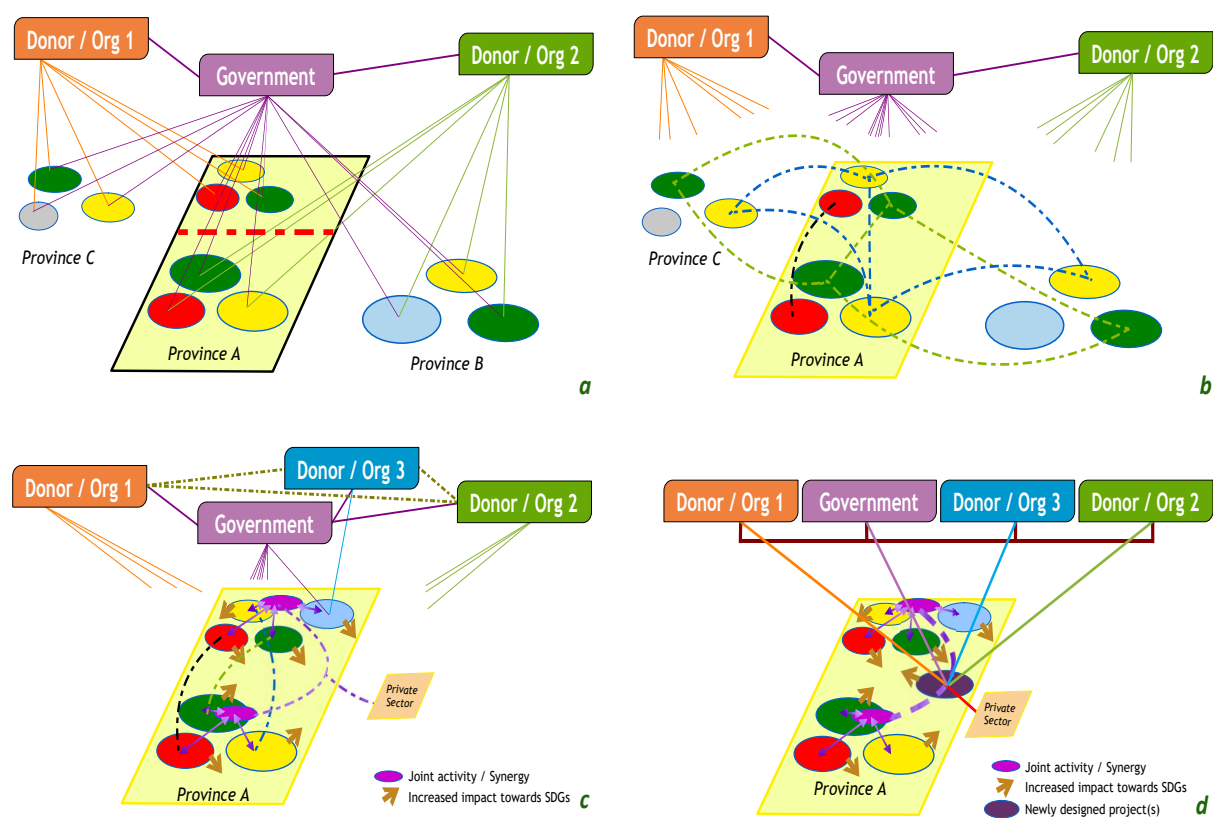 Donor / Org 1
Government
Donor / Org 2
Province C
Province A
Province B
a
Donor / Org 1
Government
Donor / Org 2
Province C
Province A
b
Donor / Org 1
Donor / Org 3
Government
Donor / Org 2
Private
Sector
Province A
Joint activity / Synergy
Increased impact towards SDGs
c
Donor / Org 1
Government
Donor / Org 3
Donor / Org 2
Private
Sector
Province A
Joint activity / Synergy
Increased impact towards SDGs
Newly designed project(s)
d